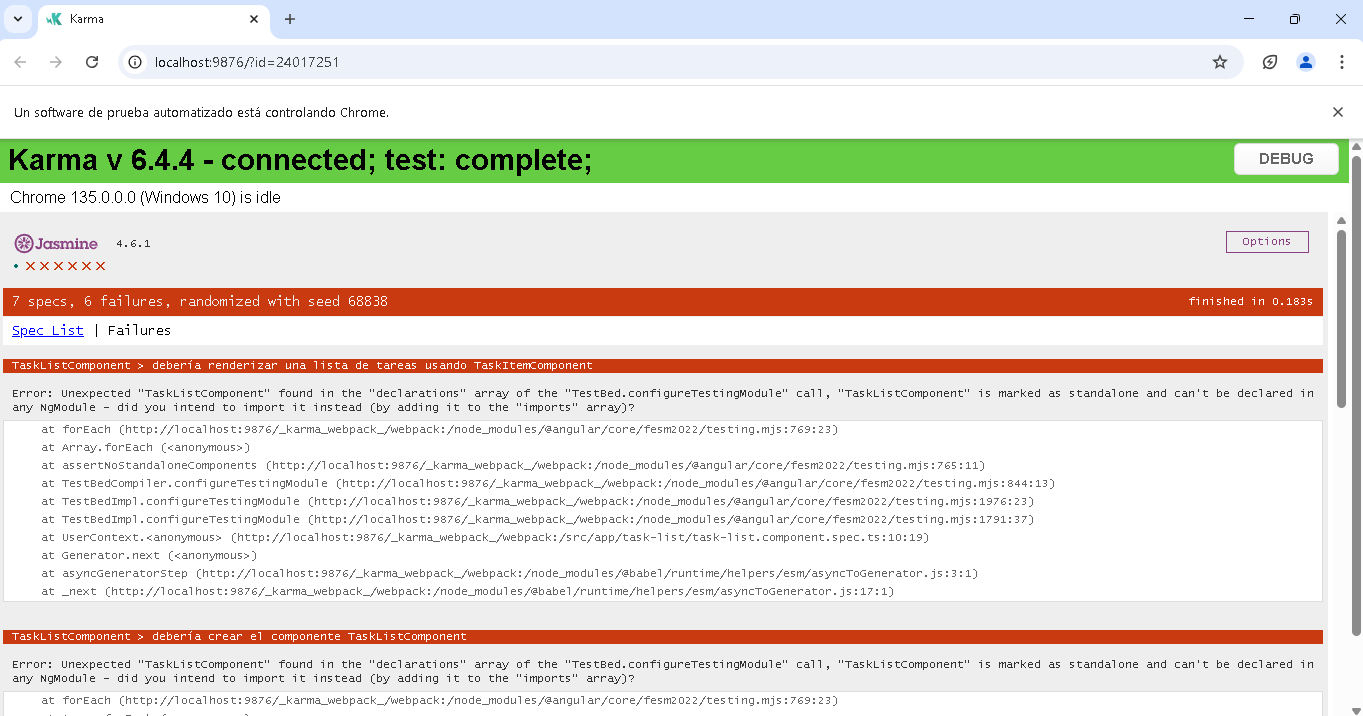 Karma
localhost:9876/?id=24017251
Un software de prueba automatizado está controlando Chrome.
Karma v 6.4.4 - connected; test: complete;
DEBUG
Chrome 135.0.0.0 (Windows 10) is idle
Jasmine 4.6.1
Options
• X X X X X X
7 specs, 6 failures, randomized with seed 68838
finished in 0.183s
Spec List | Failures
TaskListComponent > debería renderizar una lista de tareas usando TaskItemComponent
Error: Unexpected "TaskListComponent" found in the "declarations" array of the "TestBed.configureTestingModule" call, "TaskListComponent" is marked as standalone and can't be declared in
any NgModule - did you intend to import it instead (by adding it to the "imports" array)?
at forEach (http://localhost:9876/_karma_webpack_/webpack:/node_modules/@angular/core/fesm2022/testing.mjs:769:23)
at Array.forEach (<anonymous>)
at assertNoStandaloneComponents (http://localhost:9876/_karma_webpack_/webpack:/node_modules/@angular/core/fesm2022/testing.mjs:765:11)
at TestBedCompiler.configureTestingModule (http://localhost:9876/_karma_webpack_/webpack:/node_modules/@angular/core/fesm2022/testing.mjs:844:13)
at TestBedImpl.configureTestingModule (http://localhost:9876/_karma_webpack_/webpack:/node_modules/@angular/core/fesm2022/testing.mjs:1976:23)
at TestBedImpl.configureTestingModule (http://localhost:9876/_karma_webpack_/webpack:/node_modules/@angular/core/fesm2022/testing.mjs:1791:37)
at UserContext.<anonymous> (http://localhost:9876/_karma_webpack_/webpack:/src/app/task-list/task-list.component.spec.ts:10:19)
at Generator.next (<anonymous>)
at asyncGeneratorStep (http://localhost:9876/_karma_webpack_/webpack:/node_modules/@babel/runtime/helpers/esm/asyncToGenerator.js:3:1)
at _next (http://localhost:9876/_karma_webpack_/webpack:/node_modules/@babel/runtime/helpers/esm/asyncToGenerator.js:17:1)
TaskListComponent > debería crear el componente TaskListComponent
Error: Unexpected "TaskListComponent" found in the "declarations" array of the "TestBed.configureTestingModule" call, "TaskListComponent" is marked as standalone and can't be declared in
any NgModule - did you intend to import it instead (by adding it to the "imports" array)?
at forEach (http://localhost:9876/_karma_webpack_/webpack:/node_modules/@angular/core/fesm2022/testing.mjs:769:23)